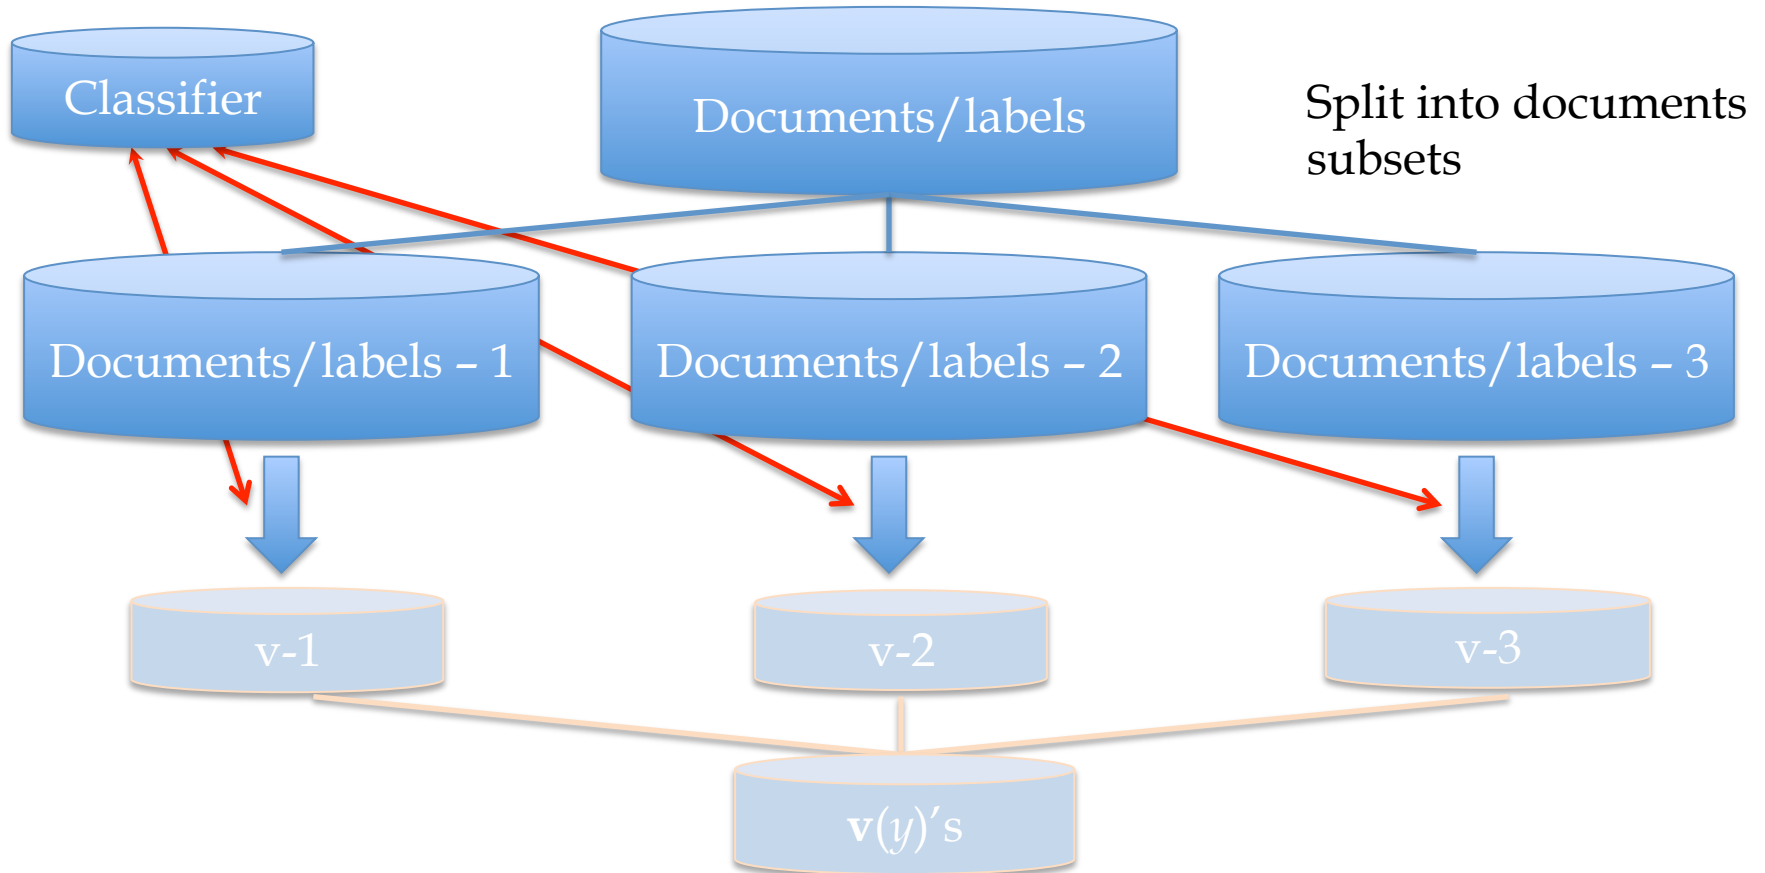 Classifier
Documents/labels
Split into documents
subsets
Documents/labels – 1
Documents/labels – 2
Documents/labels – 3
v-1
v-2
v-3
v(y)’s